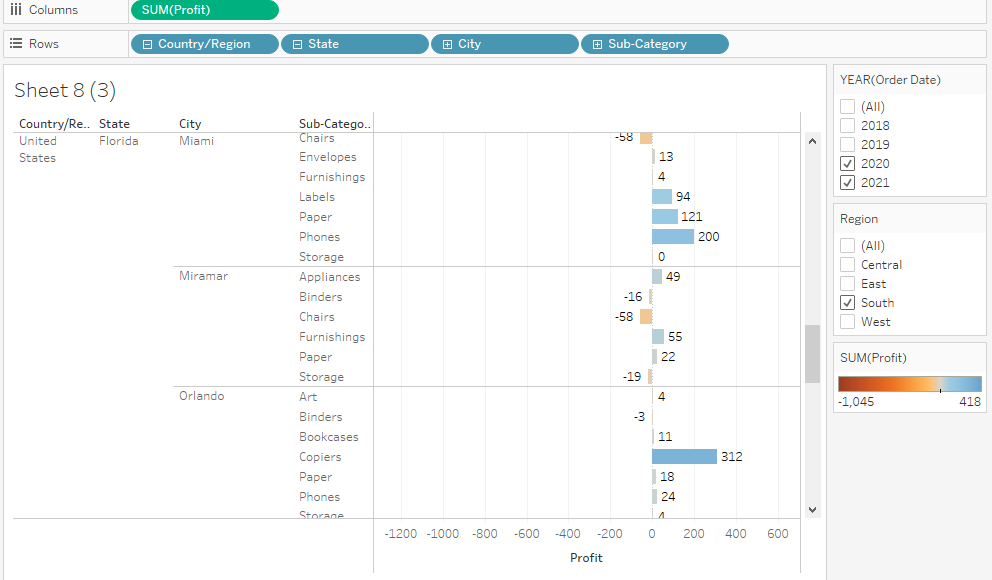 Columns SUM(Profit)
Rows Country/Region State City Sub-Category
Sheet 8 (3)
Country/Re.. State City Sub-Catego..
United States Florida Miami Chairs -58
Envelopes 13
Furnishings 4
Labels 94
Paper 121
Phones 200
Storage 0
Miramar Appliances 49
Binders -16
Chairs -58
Furnishings 55
Paper 22
Storage -19
Orlando Art 4
Binders -3
Bookcases 11
Copiers 312
Paper 18
Phones 24
Storage 4
-1200 -1000 -800 -600 -400 -200 0 200 400 600
Profit
YEAR(Order Date)
(All)
2018
2019
2020
2021
Region
(All)
Central
East
South
West
SUM(Profit)
-1,045 418